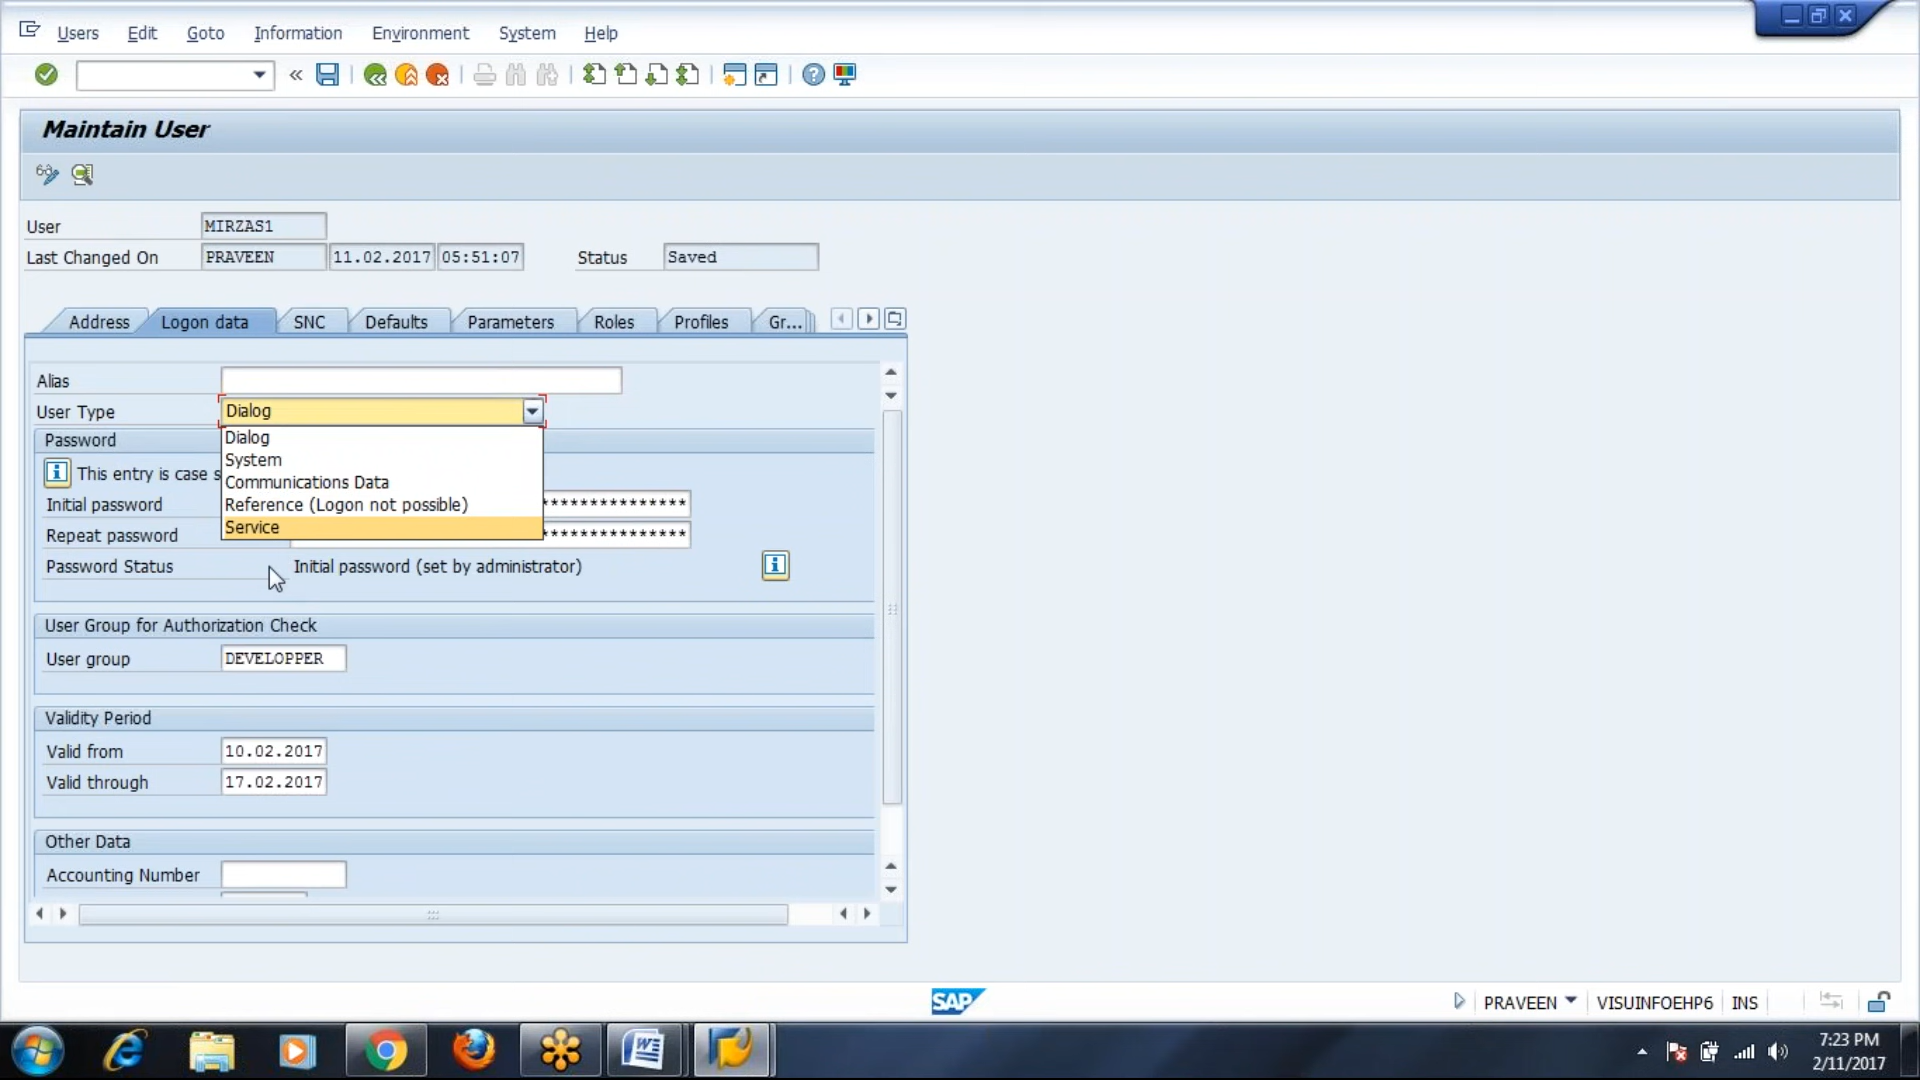 Users Edit Goto Information Environment System Help
Maintain User
User MIRZAS1
Last Changed On PRAVEEN 11.02.2017 05:51:07 Status Saved
Address Logon data SNC Defaults Parameters Roles Profiles Gr...
Alias
User Type Dialog
Dialog
Password
System
This entry is case s
Communications Data
Initial password ***************
Reference (Logon not possible)
Service
Repeat password ***************
Password Status Initial password (set by administrator)
User Group for Authorization Check
User group DEVELOPPER
Validity Period
Valid from 10.02.2017
Valid through 17.02.2017
Other Data
Accounting Number
SAP PRAVEEN VISUINFOEHP6 INS
7:23 PM
2/11/2017